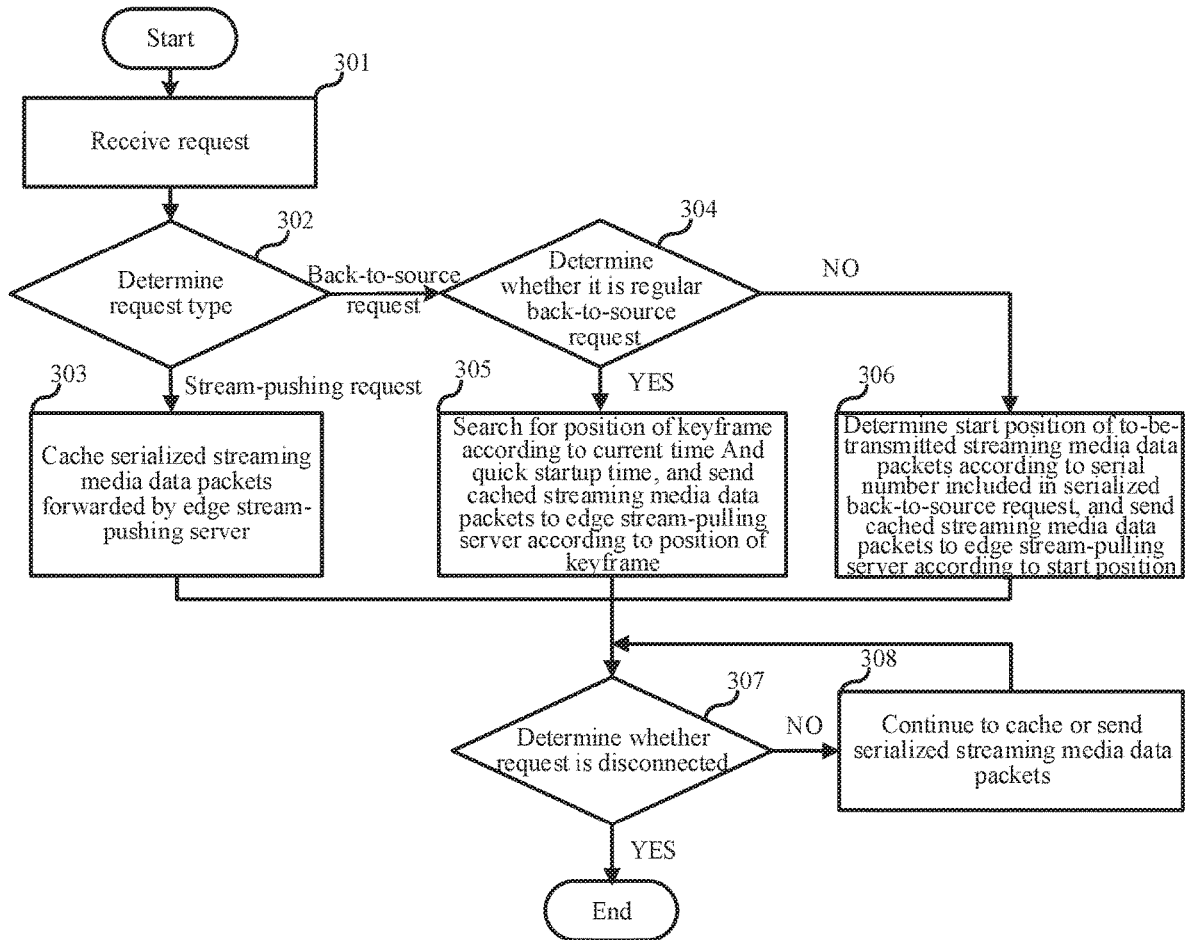 Start
301
Receive request
302
Determine
request type
Back-to-source
request
304
Determine
whether it is regular
back-to-source
request
NO
303
Stream-pushing request
Cache serialized streaming
media data packets
forwarded by edge stream-
pushing server
305
YES
Search for position of keyframe
according to current time And
quick startup time, and send
cached streaming media data
packets to edge stream-pulling
server according to position of
keyframe
306
Determine start position of to-be-
transmitted streaming media data
packets according to serial
number included in serialized
back-to-source request, and send
cached streaming media data
packets to edge stream-pulling
server according to start position
307
Determine whether
request is disconnected
NO
308
Continue to cache or send
serialized streaming media data
packets
YES
End